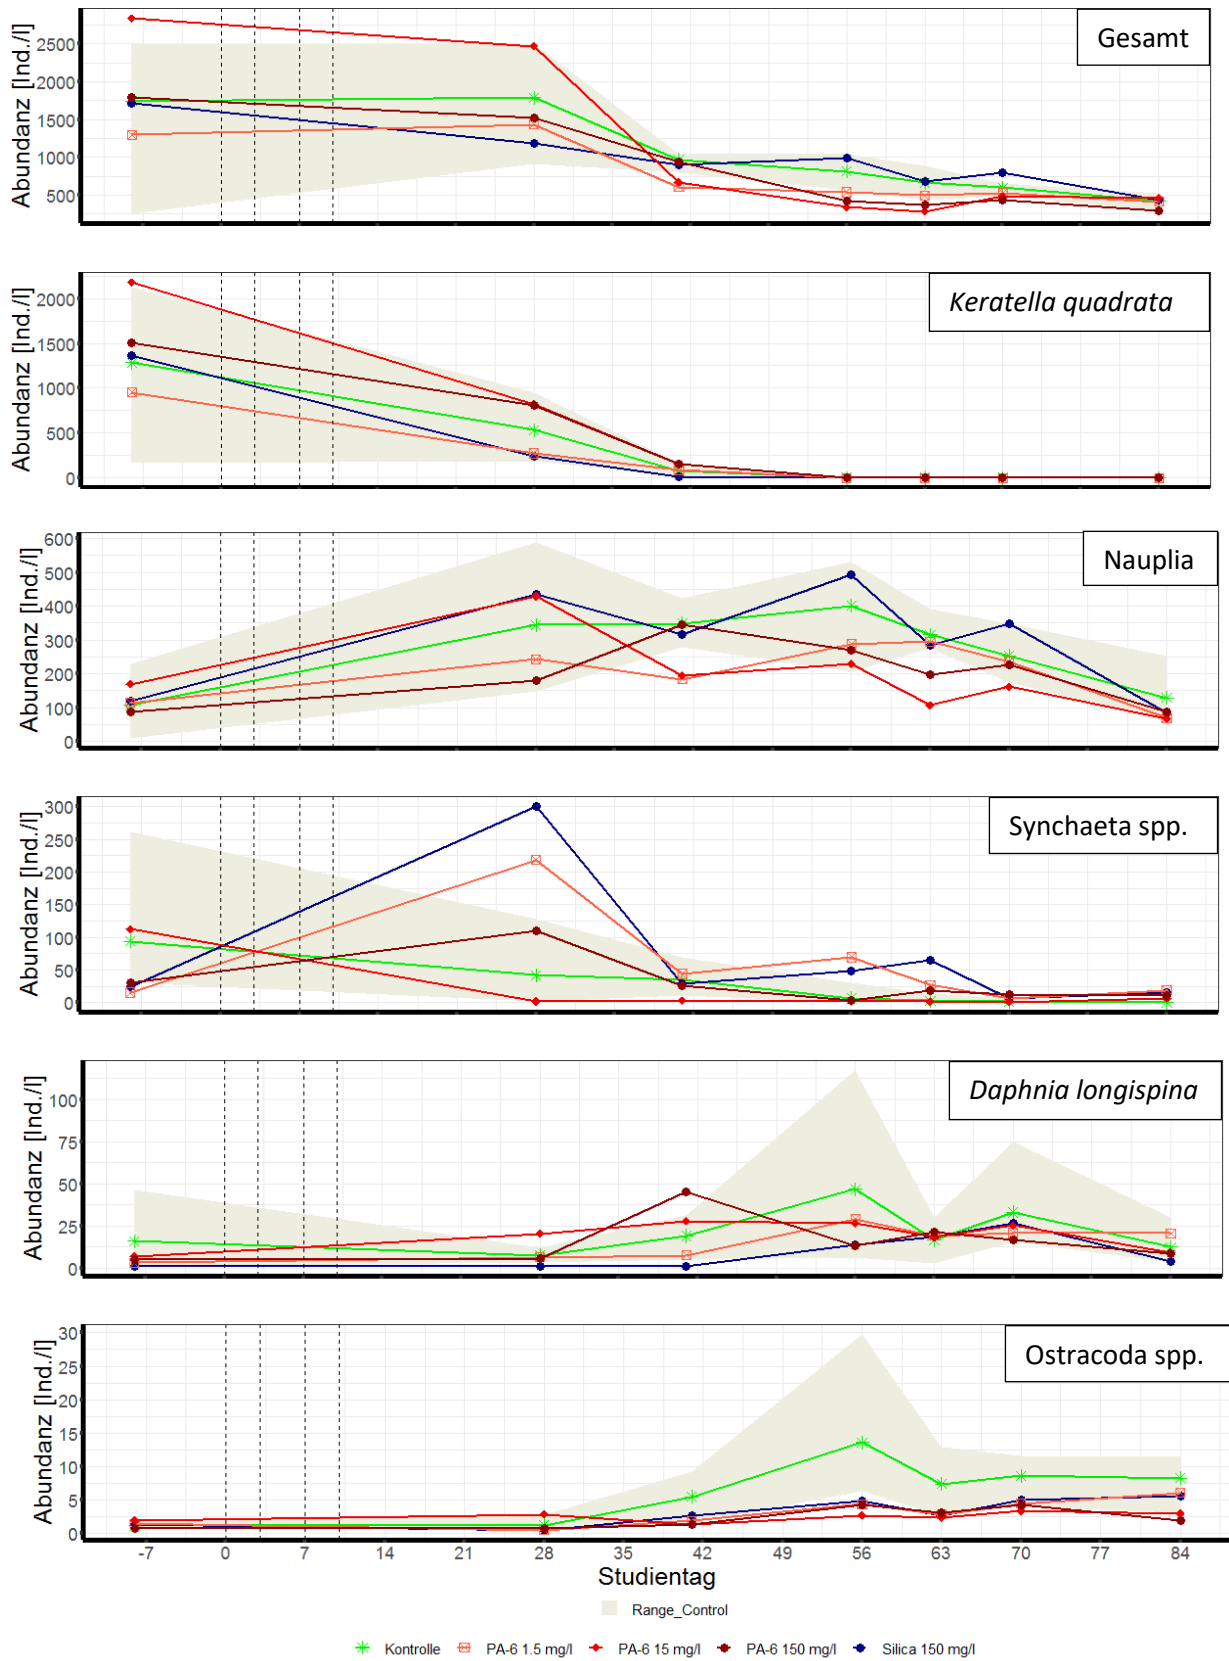 Gesamt
Abundanz [Ind./l]
2500
2000
1500
1000
500
Keratella quadrata
Abundanz [Ind./l]
2000
1500
1000
500
0
Nauplia
Abundanz [Ind./l]
600
500
400
300
200
100
0
Synchaeta spp.
Abundanz [Ind./l]
300
250
200
150
100
50
0
Daphnia longispina
Abundanz [Ind./l]
100
75
50
25
0
Ostracoda spp.
Abundanz [Ind./l]
30
25
20
15
10
5
0
-7 0 7 14 21 28 35 42 49 56 63 70 77 84
Studientag
Range_Control
Kontrolle PA-6 1.5 mg/l PA-6 15 mg/l PA-6 150 mg/l Silica 150 mg/l